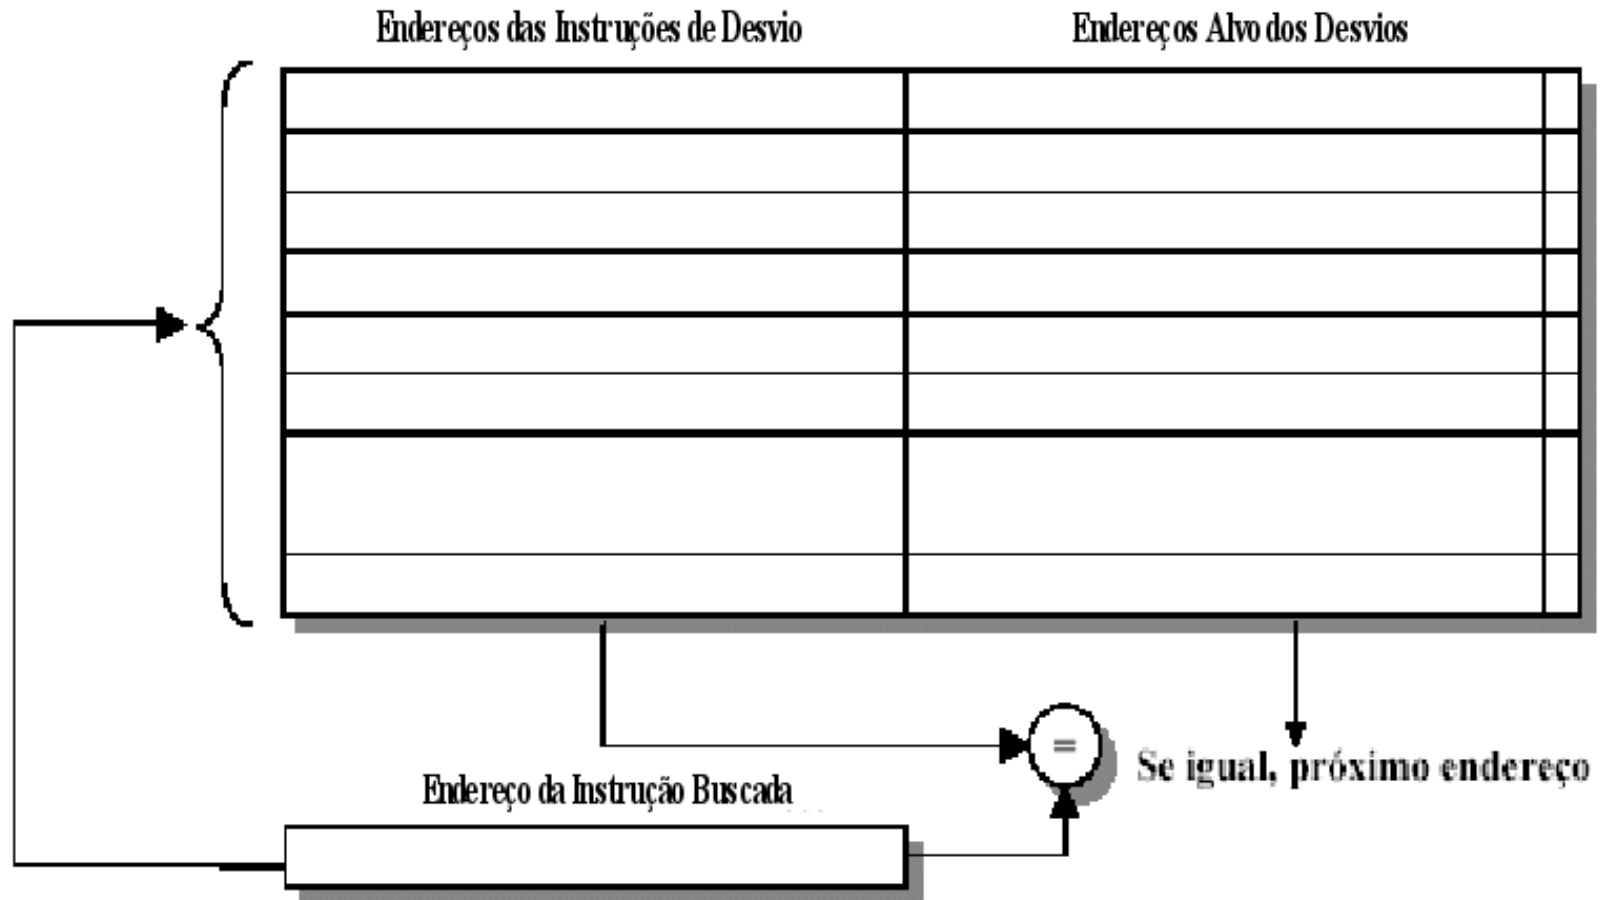 Endereços das Instruções de Desvio
Endereços Alvo dos Desvios
=
Se igual, próximo endereço
Endereço da Instrução Buscada